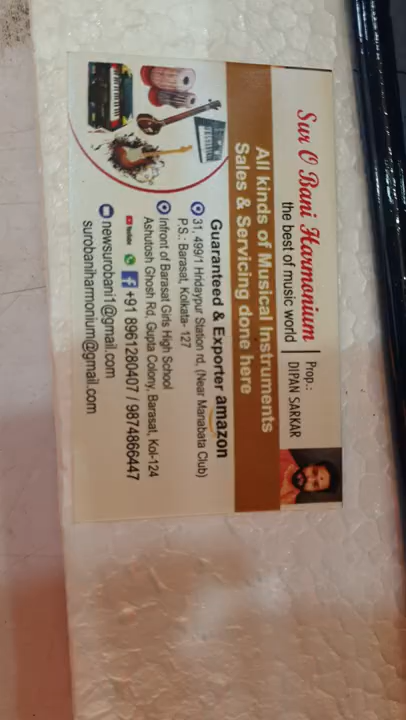 Sur O Bani Harmonium
the best of music world
Prop.:
DIPAN SARKAR
All kinds of Musical Instruments
Sales & Servicing done here
Guaranteed & Exporter amazon
31, 499/1 Hridaypur Station rd, (Near Manabata Club)
P.S.: Barasat, Kolkata- 127
Infront of Barasat Girls High School
Ashutosh Ghosh Rd, Gupta Colony, Barasat, Kol-124
YouTube +91 8961280407 / 9874866447
newsurobani1@gmail.com
surobaniharmonium@gmail.com